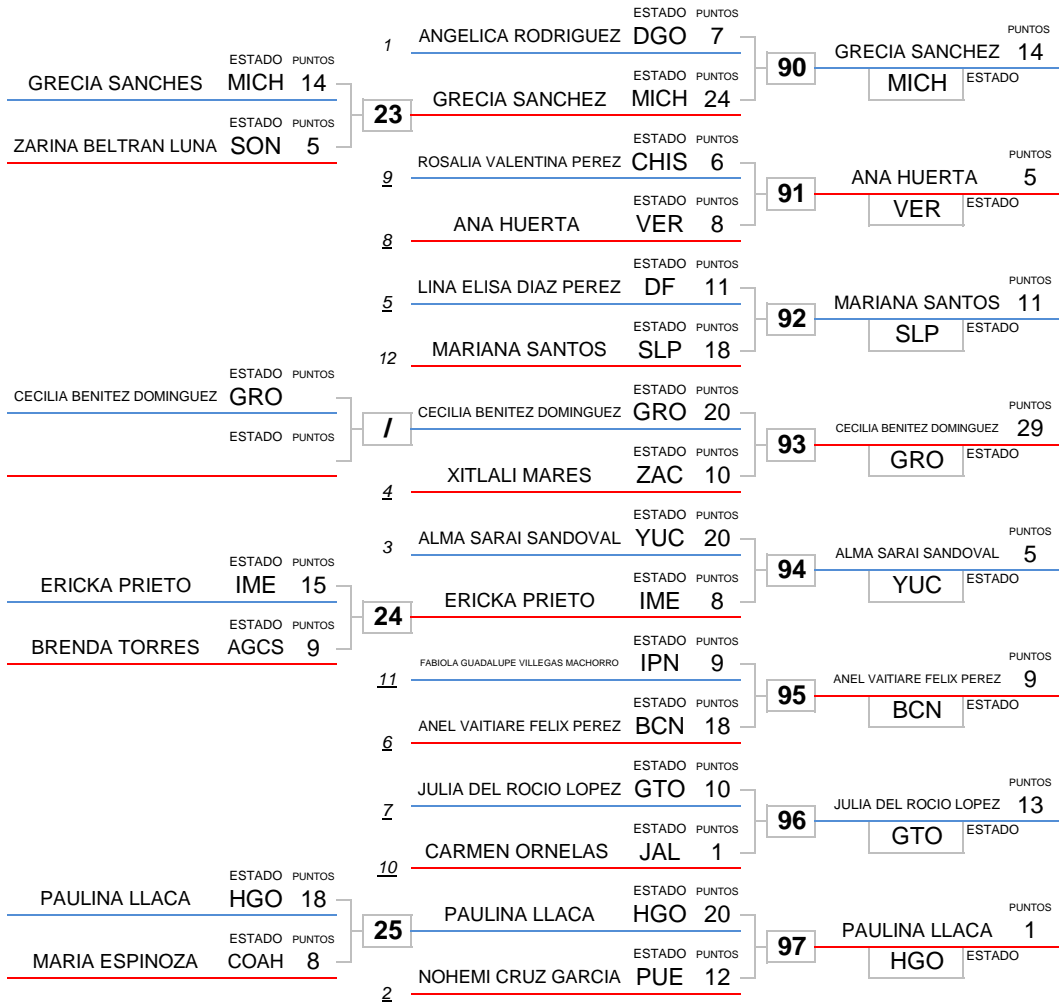 ESTADO PUNTOS
GRECIA SANCHES MICH 14
ESTADO PUNTOS
ZARINA BELTRAN LUNA SON 5
23
ESTADO PUNTOS
CECILIA BENITEZ DOMINGUEZ GRO
ESTADO PUNTOS
/
ESTADO PUNTOS
ERICKA PRIETO IME 15
ESTADO PUNTOS
BRENDA TORRES AGCS 9
24
ESTADO PUNTOS
PAULINA LLACA HGO 18
ESTADO PUNTOS
MARIA ESPINOZA COAH 8
25
ESTADO PUNTOS
1 ANGELICA RODRIGUEZ DGO 7
ESTADO PUNTOS
GRECIA SANCHEZ MICH 24
90
ESTADO PUNTOS
9 ROSALIA VALENTINA PEREZ CHIS 6
ESTADO PUNTOS
8 ANA HUERTA VER 8
91
ESTADO PUNTOS
5 LINA ELISA DIAZ PEREZ DF 11
ESTADO PUNTOS
12 MARIANA SANTOS SLP 18
92
ESTADO PUNTOS
CECILIA BENITEZ DOMINGUEZ GRO 20
ESTADO PUNTOS
4 XITLALI MARES ZAC 10
93
ESTADO PUNTOS
3 ALMA SARAI SANDOVAL YUC 20
ESTADO PUNTOS
ERICKA PRIETO IME 8
94
ESTADO PUNTOS
11 FABIOLA GUADALUPE VILLEGAS MACHORRO IPN 9
ESTADO PUNTOS
6 ANEL VAITIARE FELIX PEREZ BCN 18
95
ESTADO PUNTOS
7 JULIA DEL ROCIO LOPEZ GTO 10
ESTADO PUNTOS
10 CARMEN ORNELAS JAL 1
96
ESTADO PUNTOS
PAULINA LLACA HGO 20
ESTADO PUNTOS
2 NOHEMI CRUZ GARCIA PUE 12
97
PUNTOS
GRECIA SANCHEZ 14
MICH ESTADO
PUNTOS
ANA HUERTA 5
VER ESTADO
PUNTOS
MARIANA SANTOS 11
SLP ESTADO
PUNTOS
CECILIA BENITEZ DOMINGUEZ 29
GRO ESTADO
PUNTOS
ALMA SARAI SANDOVAL 5
YUC ESTADO
PUNTOS
ANEL VAITIARE FELIX PEREZ 9
BCN ESTADO
PUNTOS
JULIA DEL ROCIO LOPEZ 13
GTO ESTADO
PUNTOS
PAULINA LLACA 1
HGO ESTADO